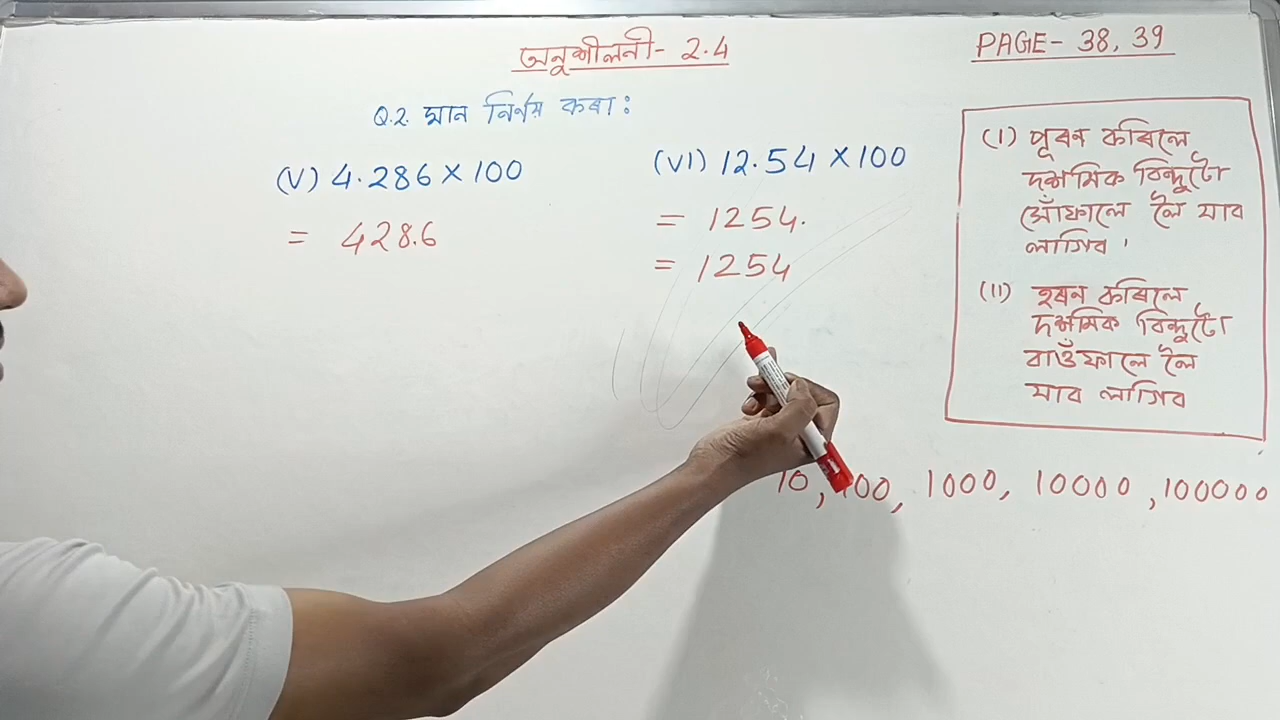 অনুশীলনী- 2.4
PAGE- 38, 39
Q.2. মান নিৰ্ণয় কৰা :
(V) 4.286 X 100
= 428.6
(VI) 12.54 X 100
= 1254.
= 1254
(I) পূৰণ কৰিলে
দশমিক বিন্দুটো
সোঁফালে লৈ যাব
লাগিব ।
(II) হৰণ কৰিলে
দশমিক বিন্দুটো
বাওঁফালে লৈ
যাব লাগিব
10, 100, 1000, 10000, 100000